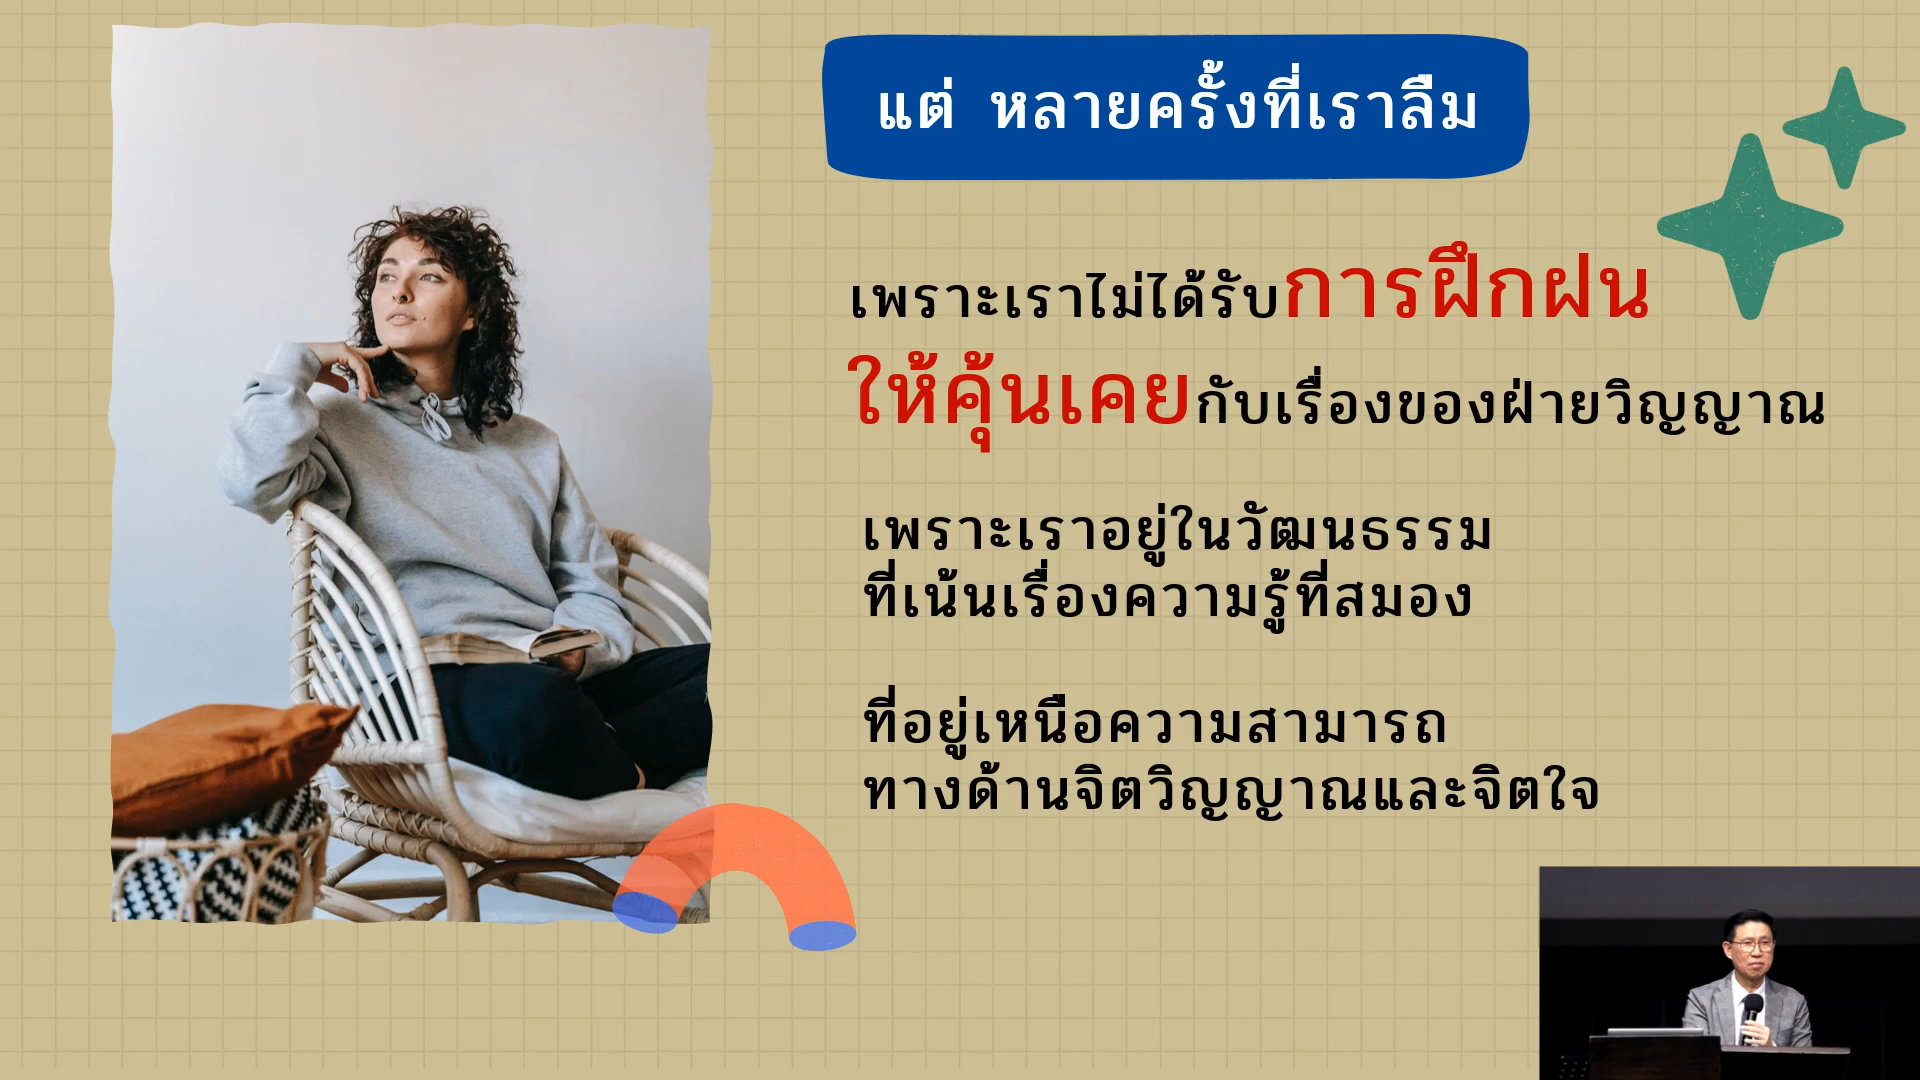 แต่ หลายครั้งที่เราลืม
เพราะเราไม่ได้รับการฝึกฝน
ให้คุ้นเคยกับเรื่องของฝ่ายวิญญาณ
เพราะเราอยู่ในวัฒนธรรม
ที่เน้นเรื่องความรู้ที่สมอง
ที่อยู่เหนือความสามารถ
ทางด้านจิตวิญญาณและจิตใจ